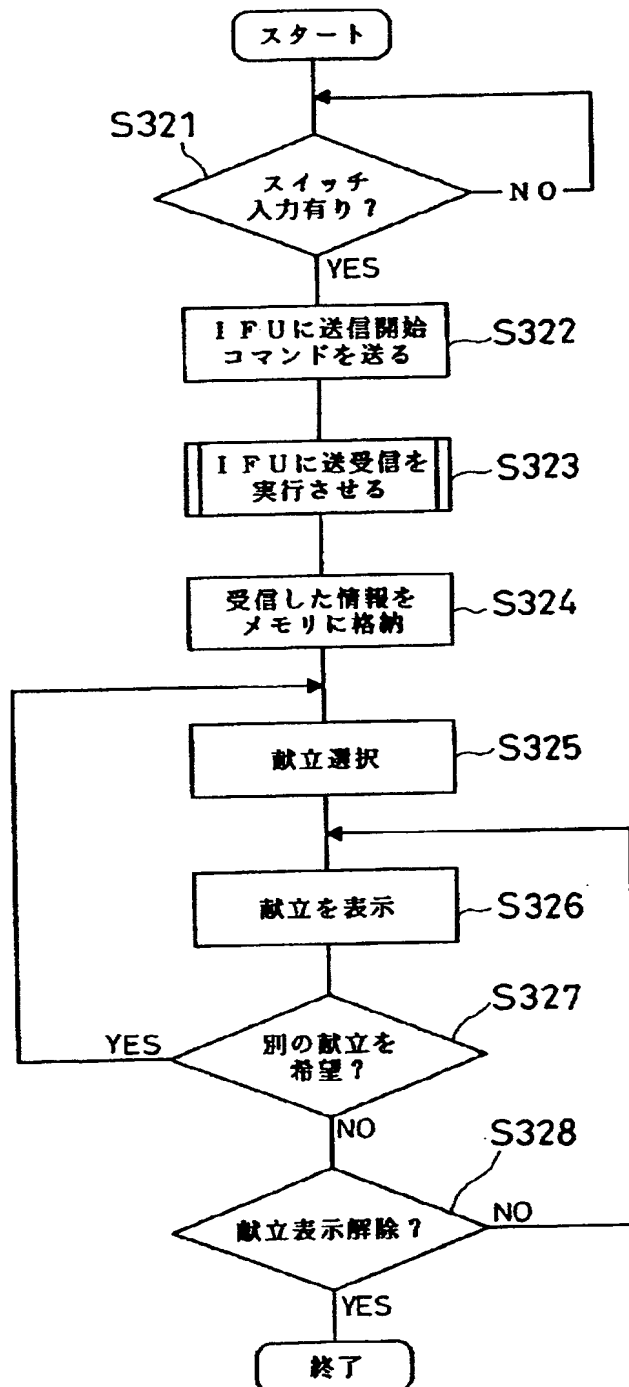 スタート
S321
スイッチ
入力有り?
NO
YES
IFUに送信開始
コマンドを送る
S322
IFUに送受信を
実行させる
S323
受信した情報を
メモリに格納
S324
献立選択
S325
献立を表示
S326
S327
別の献立を
希望?
YES
NO
S328
献立表示解除?
NO
YES
終了